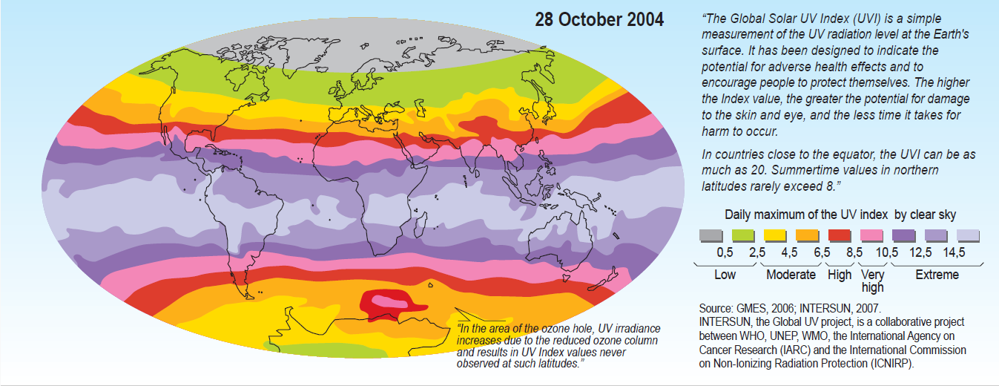 28 October 2004
“The Global Solar UV Index (UVI) is a simple
measurement of the UV radiation level at the Earth's
surface. It has been designed to indicate the
potential for adverse health effects and to
encourage people to protect themselves. The higher
the Index value, the greater the potential for damage
to the skin and eye, and the less time it takes for
harm to occur.
In countries close to the equator, the UVI can be as
much as 20. Summertime values in northern
latitudes rarely exceed 8.”
Daily maximum of the UV index by clear sky
0,5 2,5 4,5 6,5 8,5 10,5 12,5 14,5
Low Moderate High Very high Extreme
“In the area of the ozone hole, UV irradiance
increases due to the reduced ozone column
and results in UV Index values never
observed at such latitudes.”
Source: GMES, 2006; INTERSUN, 2007.
INTERSUN, the Global UV project, is a collaborative project
between WHO, UNEP, WMO, the International Agency on
Cancer Research (IARC) and the International Commission
on Non-Ionizing Radiation Protection (ICNIRP).